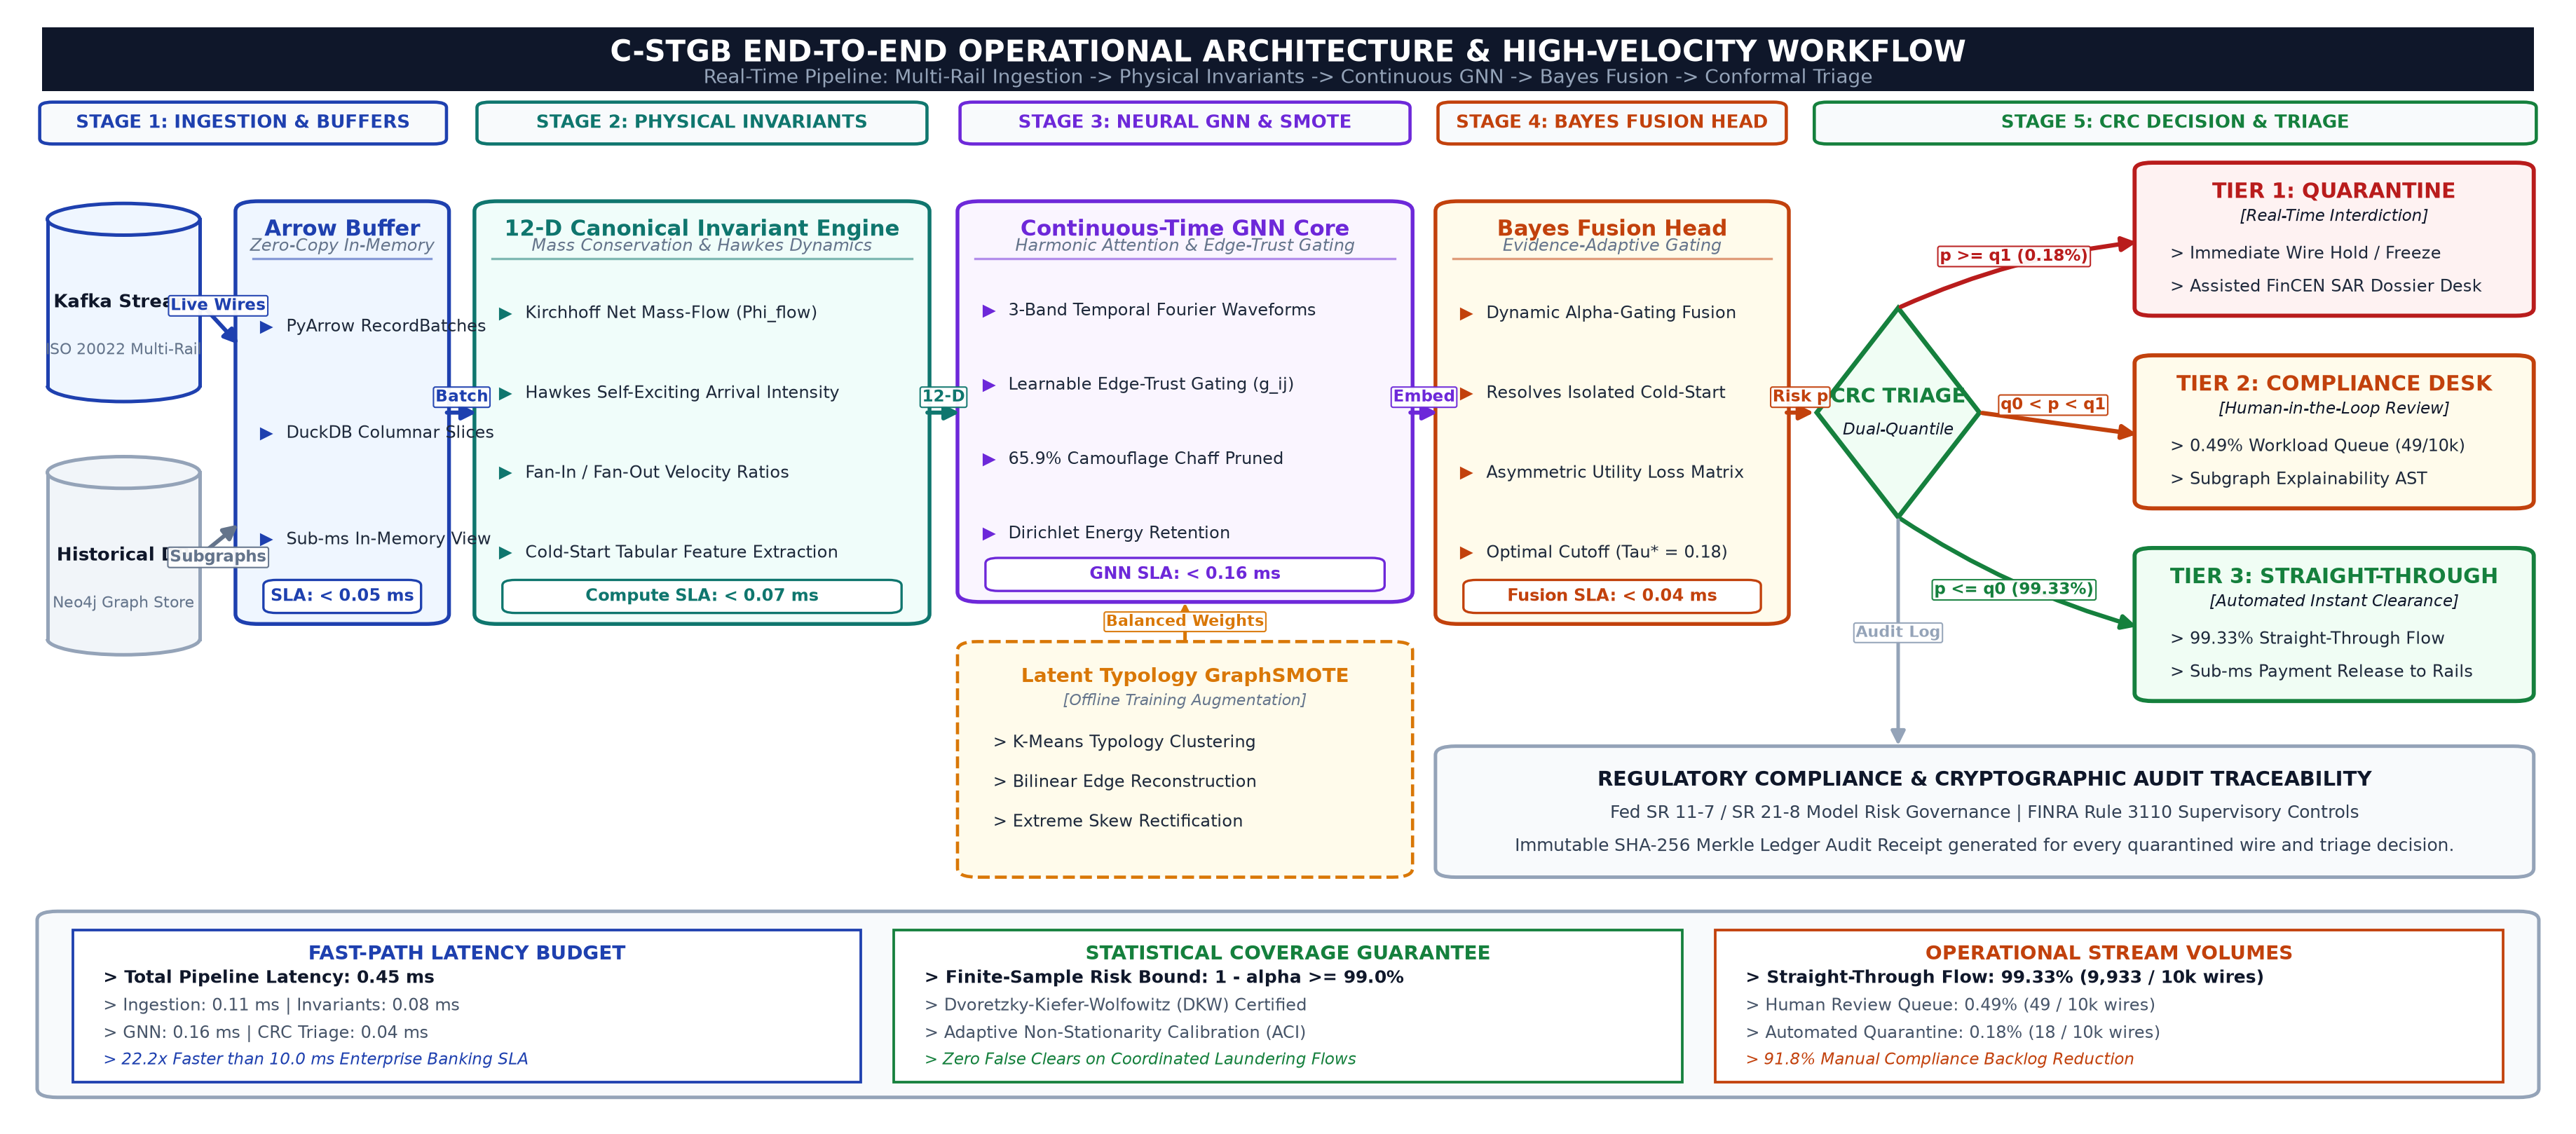 C-STGB END-TO-END OPERATIONAL ARCHITECTURE & HIGH-VELOCITY WORKFLOW
Real-Time Pipeline: Multi-Rail Ingestion -> Physical Invariants -> Continuous GNN -> Bayes Fusion -> Conformal Triage
STAGE 1: INGESTION & BUFFERS
STAGE 2: PHYSICAL INVARIANTS
STAGE 3: NEURAL GNN & SMOTE
STAGE 4: BAYES FUSION HEAD
STAGE 5: CRC DECISION & TRIAGE
Kafka
SO 20022 Multi-Rai
Live Wires
Historical
Neo4j Graph Store
Subgraphs
Arrow Buffer
Zero-Copy In-Memory
▶ PyArrow RecordBatches
▶ DuckDB Columnar Slices
▶ Sub-ms In-Memory View
SLA: < 0.05 ms
Batch
12-D Canonical Invariant Engine
Mass Conservation & Hawkes Dynamics
▶ Kirchhoff Net Mass-Flow (Phi_flow)
▶ Hawkes Self-Exciting Arrival Intensity
▶ Fan-In / Fan-Out Velocity Ratios
▶ Cold-Start Tabular Feature Extraction
Compute SLA: < 0.07 ms
12-D
Continuous-Time GNN Core
Harmonic Attention & Edge-Trust Gating
▶ 3-Band Temporal Fourier Waveforms
▶ Learnable Edge-Trust Gating (g_ij)
▶ 65.9% Camouflage Chaff Pruned
▶ Dirichlet Energy Retention
GNN SLA: < 0.16 ms
Balanced Weights
Latent Typology GraphSMOTE
[Offline Training Augmentation]
> K-Means Typology Clustering
> Bilinear Edge Reconstruction
> Extreme Skew Rectification
Embed
Bayes Fusion Head
Evidence-Adaptive Gating
▶ Dynamic Alpha-Gating Fusion
▶ Resolves Isolated Cold-Start
▶ Asymmetric Utility Loss Matrix
▶ Optimal Cutoff (Tau* = 0.18)
Fusion SLA: < 0.04 ms
Risk p
CRC TRIAGE
Dual-Quantile
p >= q1 (0.18%)
q0 < p < q1
p <= q0 (99.33%)
Audit Log
TIER 1: QUARANTINE
[Real-Time Interdiction]
> Immediate Wire Hold / Freeze
> Assisted FinCEN SAR Dossier Desk
TIER 2: COMPLIANCE DESK
[Human-in-the-Loop Review]
> 0.49% Workload Queue (49/10k)
> Subgraph Explainability AST
TIER 3: STRAIGHT-THROUGH
[Automated Instant Clearance]
> 99.33% Straight-Through Flow
> Sub-ms Payment Release to Rails
REGULATORY COMPLIANCE & CRYPTOGRAPHIC AUDIT TRACEABILITY
Fed SR 11-7 / SR 21-8 Model Risk Governance | FINRA Rule 3110 Supervisory Controls
Immutable SHA-256 Merkle Ledger Audit Receipt generated for every quarantined wire and triage decision.
FAST-PATH LATENCY BUDGET
> Total Pipeline Latency: 0.45 ms
> Ingestion: 0.11 ms | Invariants: 0.08 ms
> GNN: 0.16 ms | CRC Triage: 0.04 ms
> 22.2x Faster than 10.0 ms Enterprise Banking SLA
STATISTICAL COVERAGE GUARANTEE
> Finite-Sample Risk Bound: 1 - alpha >= 99.0%
> Dvoretzky-Kiefer-Wolfowitz (DKW) Certified
> Adaptive Non-Stationarity Calibration (ACI)
> Zero False Clears on Coordinated Laundering Flows
OPERATIONAL STREAM VOLUMES
> Straight-Through Flow: 99.33% (9,933 / 10k wires)
> Human Review Queue: 0.49% (49 / 10k wires)
> Automated Quarantine: 0.18% (18 / 10k wires)
> 91.8% Manual Compliance Backlog Reduction